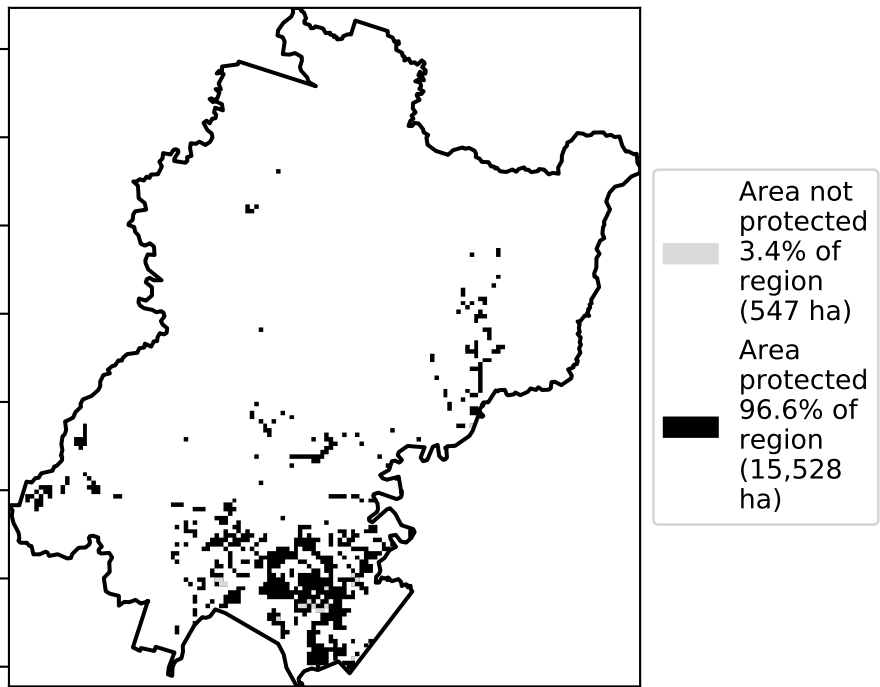 Area not
protected
3.4% of
region
(547 ha)
Area
protected
96.6% of
region
(15,528
ha)